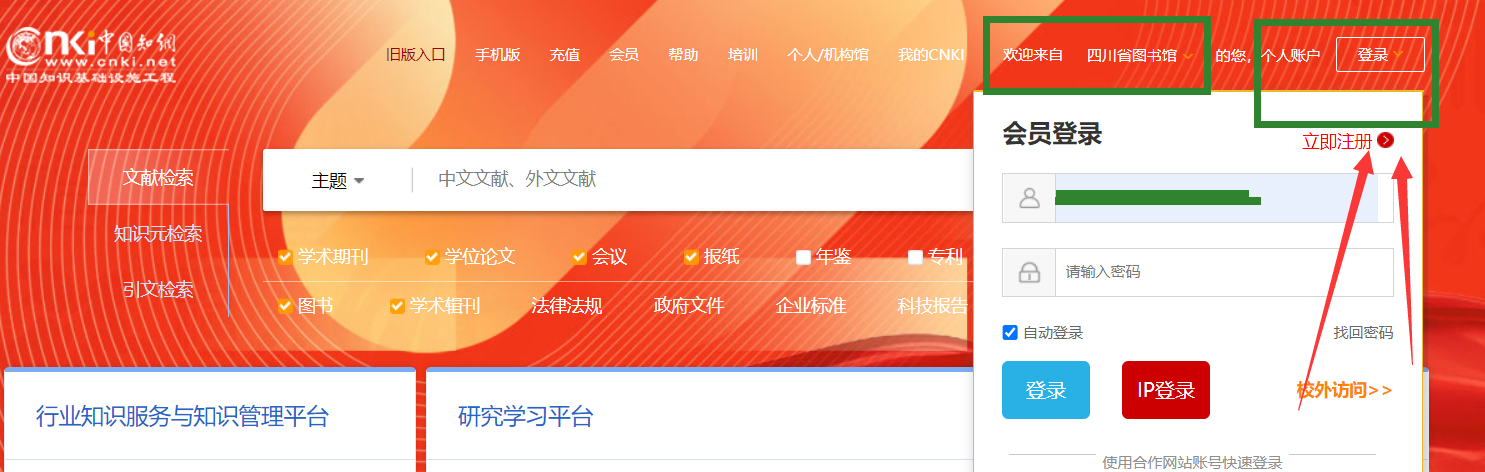 cnki中国知网
www.cnki.net
中国知识基础设施工程
旧版入口 手机版 充值 会员 帮助 培训 个人/机构馆 我的CNKI 欢迎来自 四川省图书馆 的您, 个人账户 登录
会员登录
立即注册
文献检索
主题 中文文献、外文文献
知识元检索
引文检索
学术期刊 学位论文 会议 报纸 年鉴 专利
图书 学术辑刊 法律法规 政府文件 企业标准 科技报告
请输入密码
自动登录 找回密码
登录 IP登录 校外访问>>
行业知识服务与知识管理平台 研究学习平台
使用合作网站账号快速登录